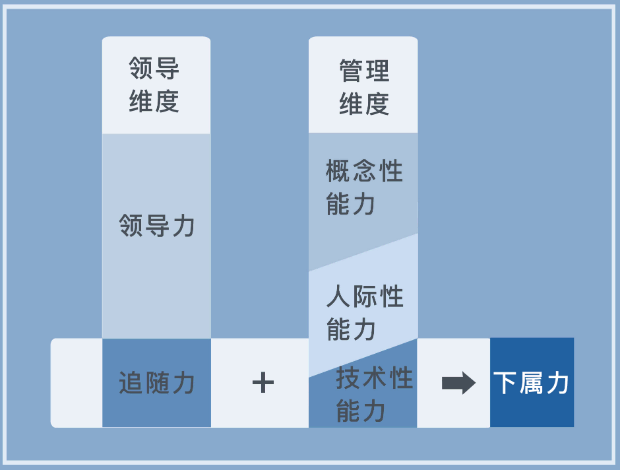 领导
维度
领导力
追随力
+
管理
维度
概念性
能力
人际性
能力
技术性
能力
下属力